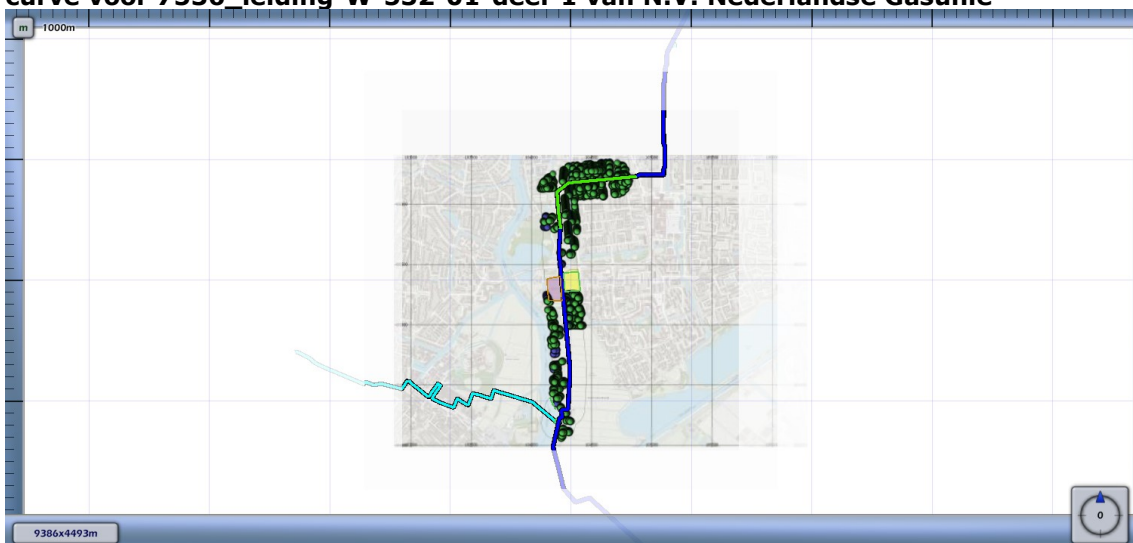 curve voor 7530_leiding-W-532-01-deel-1 van N.V. Nederlandse Gasunie
m 1000m
0
9386x4493m